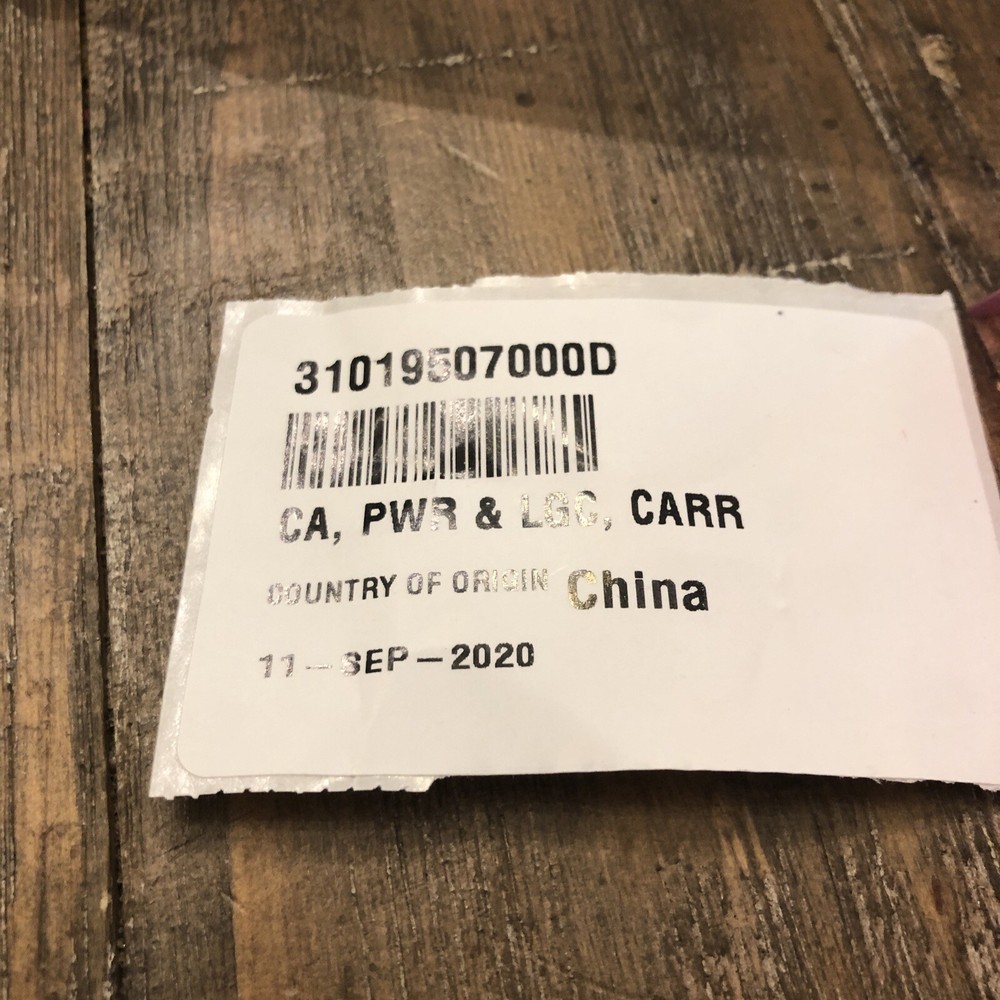 31019507000D
CA, PWR & LGC, CARR
COUNTRY OF ORIGIN China
11-SEP-2020